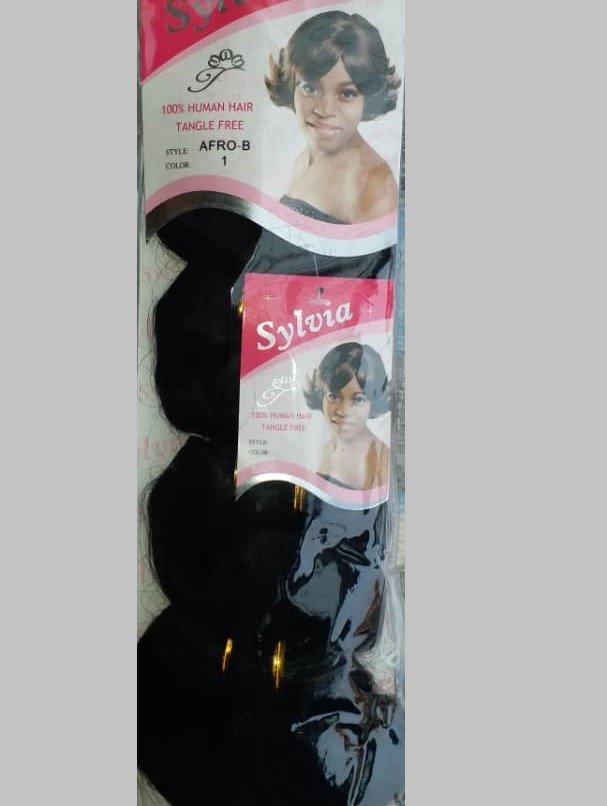 Sylvia
100% HUMAN HAIR
TANGLE FREE
STYLE: AFRO-B
COLOR: 1
Sylvia
100% HUMAN HAIR
TANGLE FREE
STYLE:
COLOR: